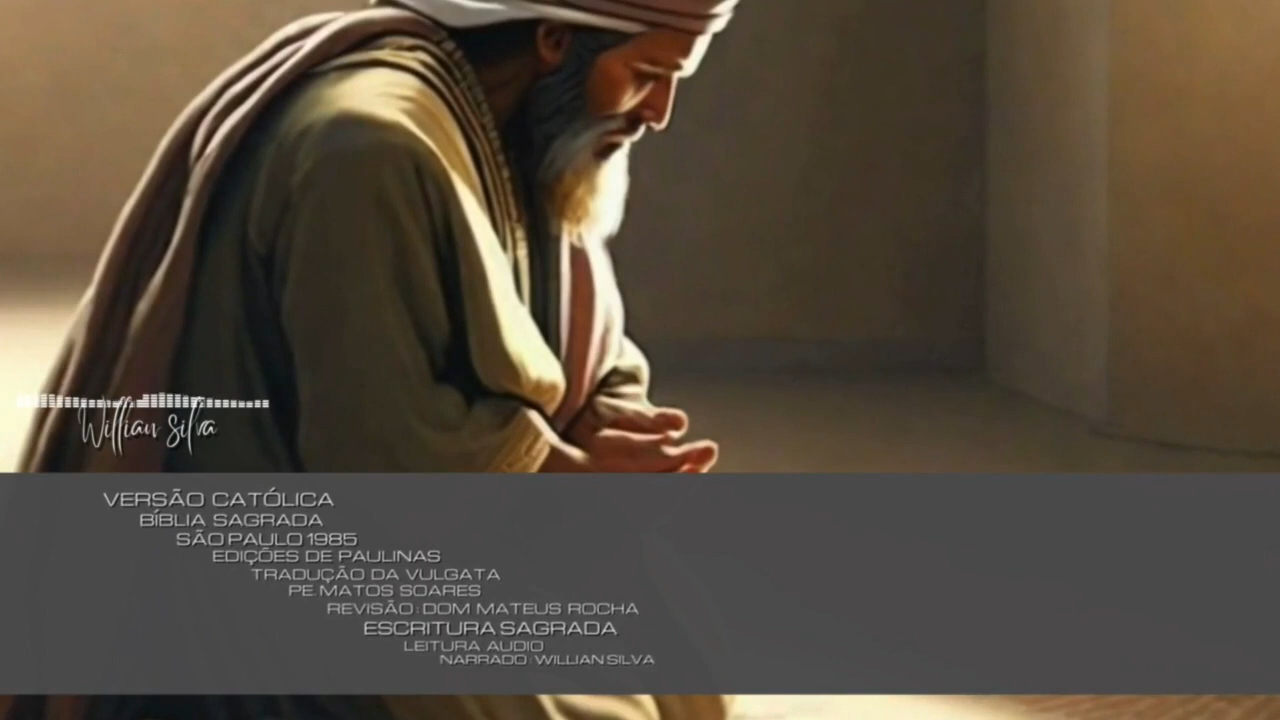 Willian Silva
VERSÃO CATÓLICA
BÍBLIA SAGRADA
SÃO PAULO 1985
EDIÇÕES DE PAULINAS
TRADUÇÃO DA VULGATA
PE. MATOS SOARES
REVISÃO: DOM MATEUS ROCHA
ESCRITURA SAGRADA
LEITURA AUDIO
NARRADO: WILLIAN SILVA